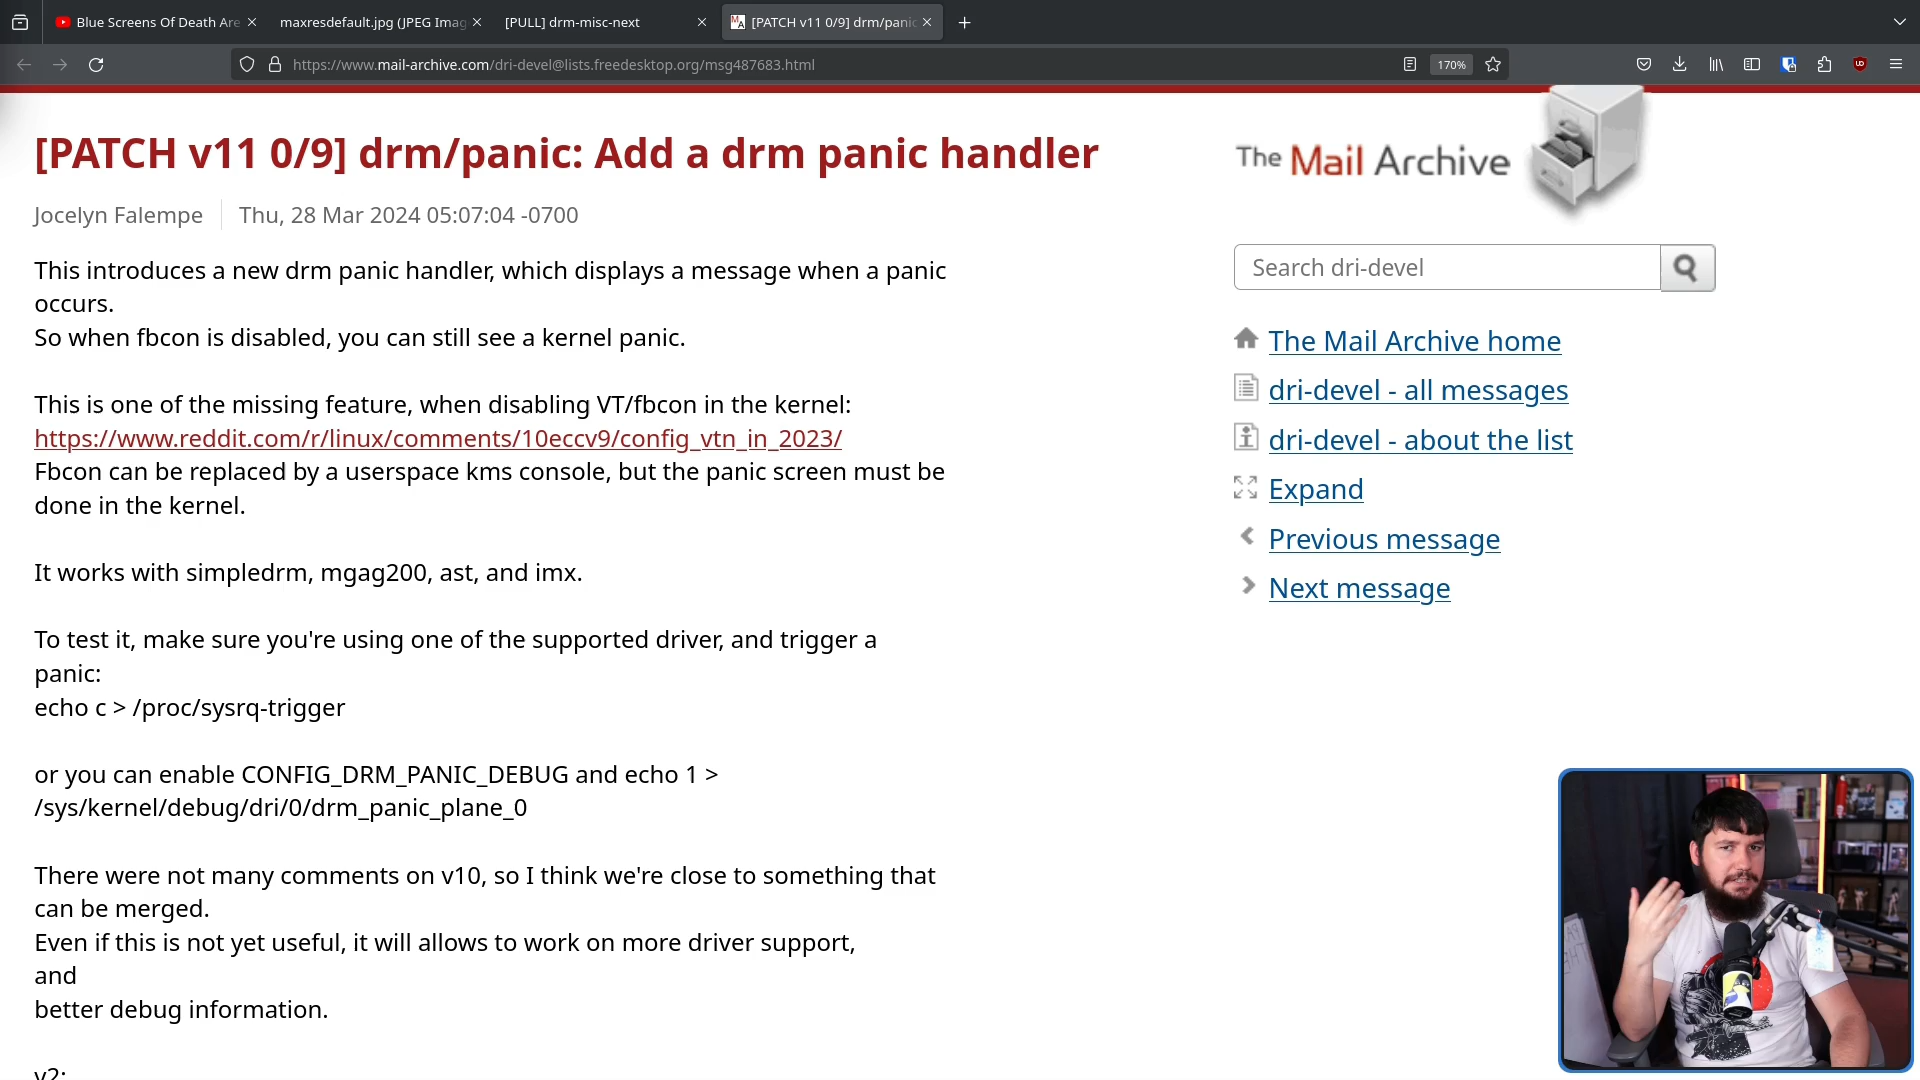 Blue Screens Of Death Are
maxresdefault.jpg (JPEG Imag
[PULL] drm-misc-next
[PATCH v11 0/9] drm/panic
https://www.mail-archive.com/dri-devel@lists.freedesktop.org/msg487683.html
170%
[PATCH v11 0/9] drm/panic: Add a drm panic handler
Jocelyn Falempe
Thu, 28 Mar 2024 05:07:04 -0700
This introduces a new drm panic handler, which displays a message when a panic
occurs.
So when fbcon is disabled, you can still see a kernel panic.
This is one of the missing feature, when disabling VT/fbcon in the kernel:
https://www.reddit.com/r/linux/comments/10eccv9/config_vtn_in_2023/
Fbcon can be replaced by a userspace kms console, but the panic screen must be
done in the kernel.
It works with simpledrm, mgag200, ast, and imx.
To test it, make sure you're using one of the supported driver, and trigger a
panic:
echo c > /proc/sysrq-trigger
or you can enable CONFIG_DRM_PANIC_DEBUG and echo 1 >
/sys/kernel/debug/dri/0/drm_panic_plane_0
There were not many comments on v10, so I think we're close to something that
can be merged.
Even if this is not yet useful, it will allows to work on more driver support,
and
better debug information.
v2:
The Mail Archive
Search dri-devel
The Mail Archive home
dri-devel - all messages
dri-devel - about the list
Expand
Previous message
Next message